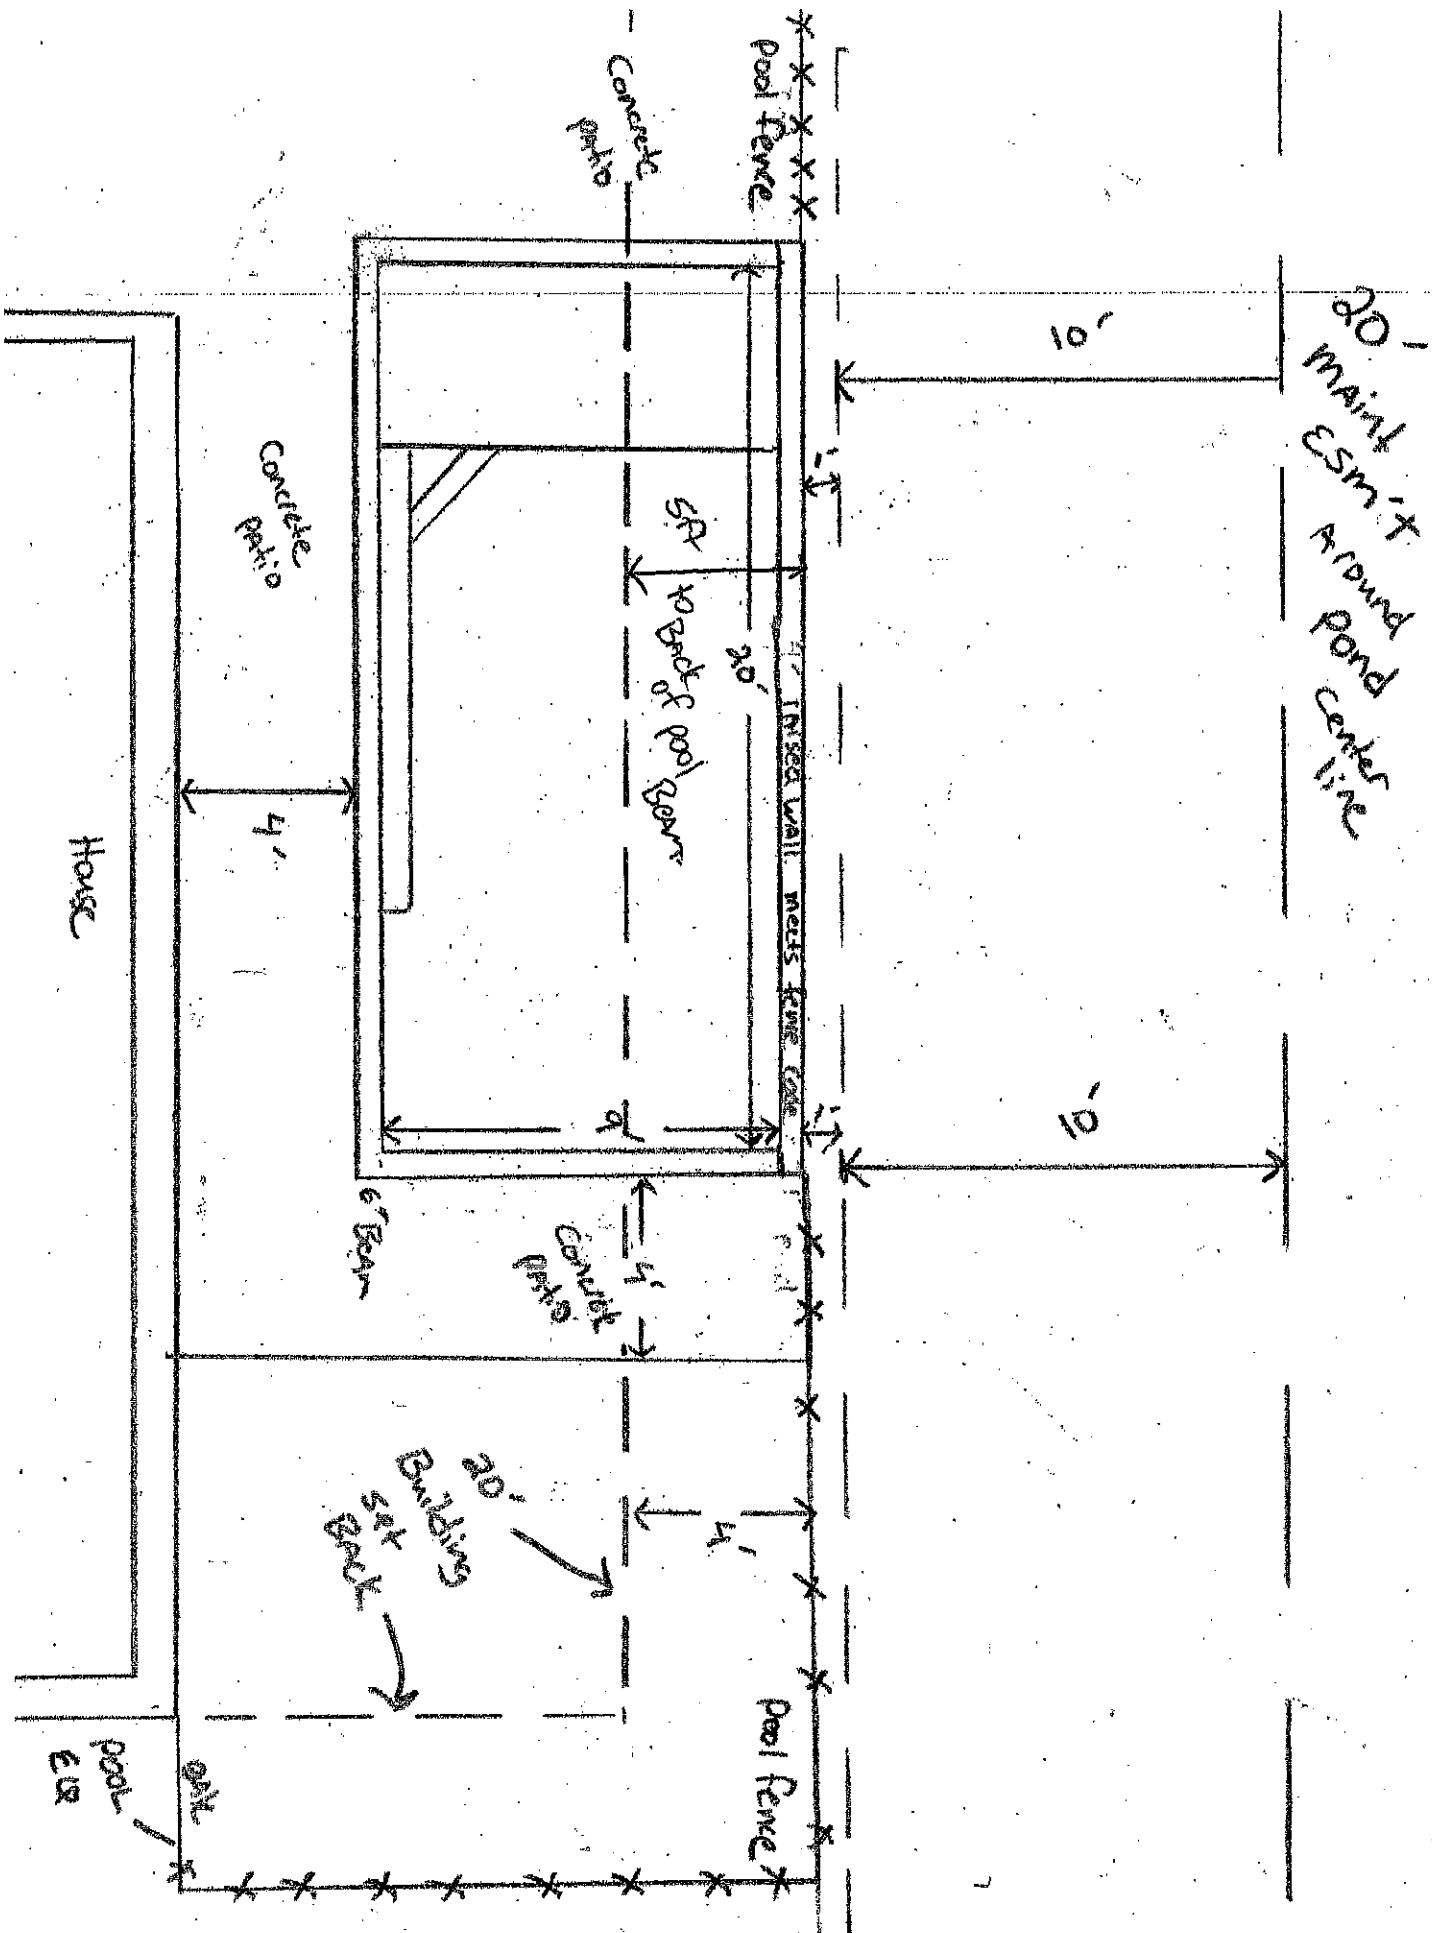 20'
MAint
ESm't
Around
Pond
center
line
10'
10'
pool fence
Concrete
patio
1'
1'
4' raised wall meets fence code
5ft
to Back of pool
Beam
20'
9'
Concrete
patio
4'
6" Beam
4'
Concrete
patio
4'
20'
Building
Set
Back
House
pool fence
gate
pool